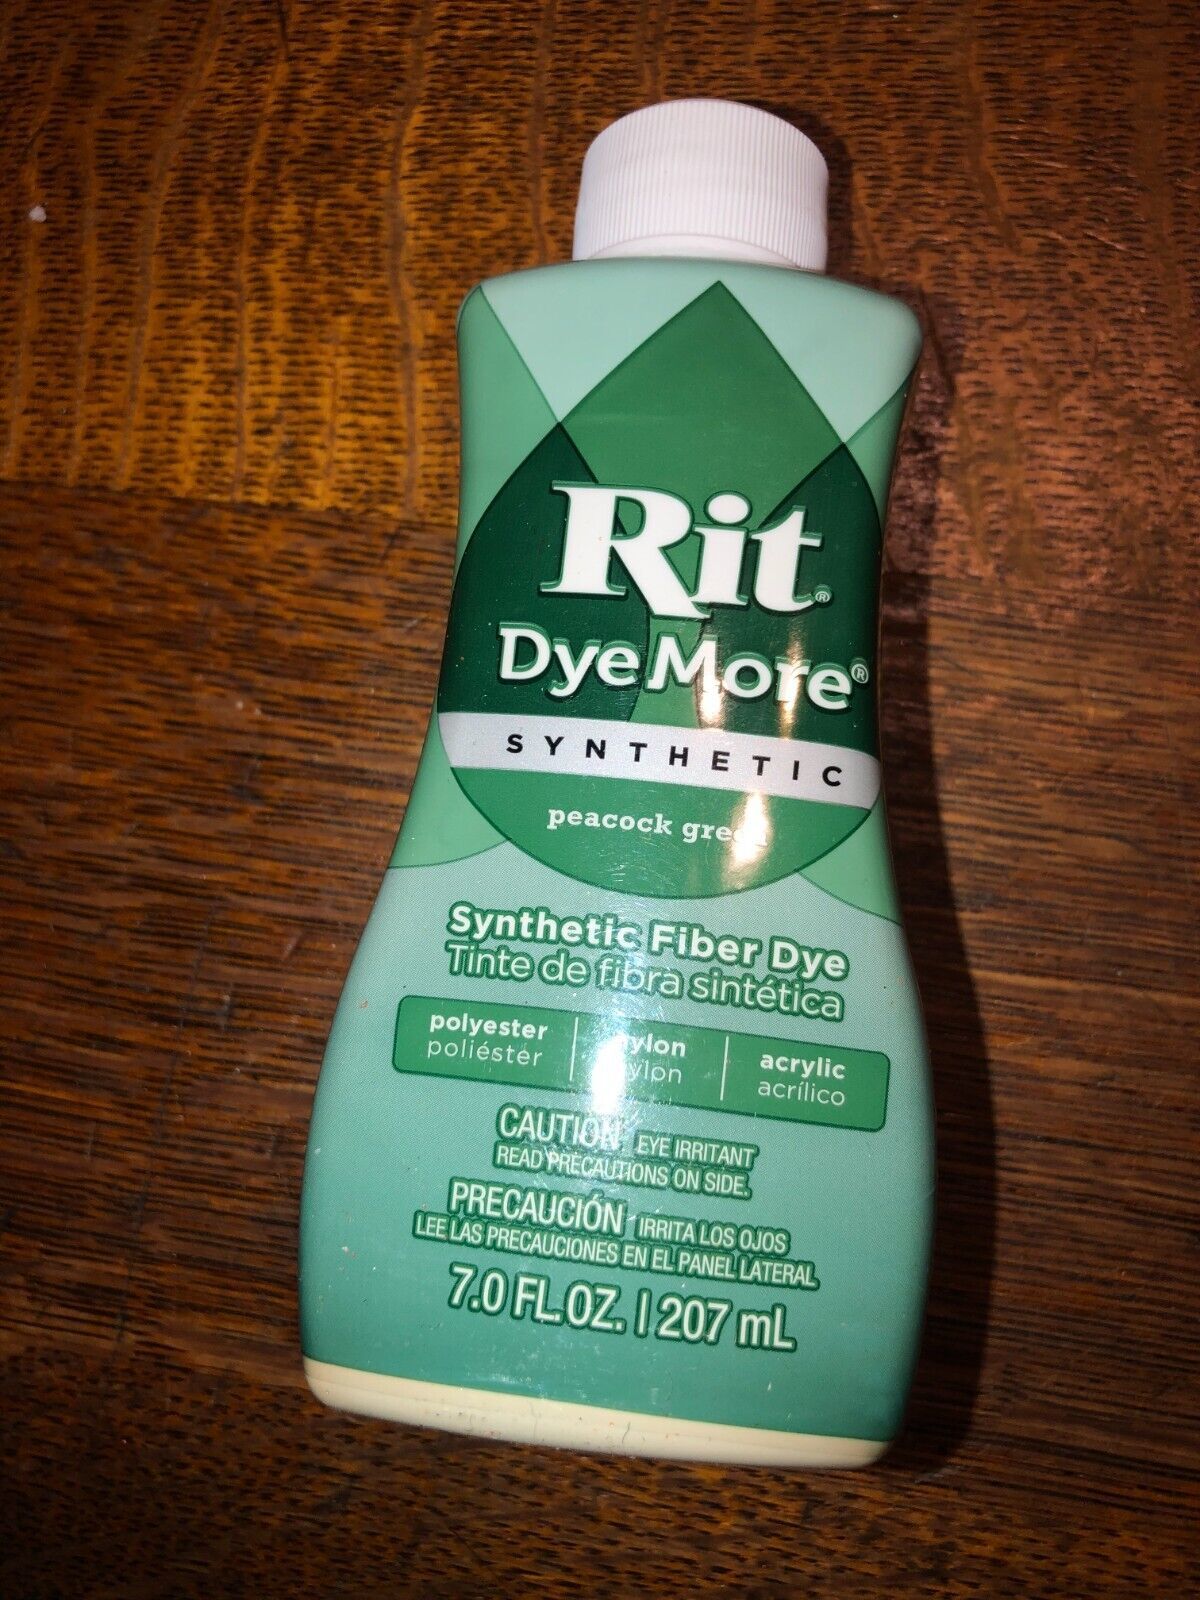 Rit®
DyeMore®
SYNTHETIC
peacock
Synthetic Fiber Dye
Tinte de fibra sintética
polyester acrylic
poliéster acrílico
CAUTION EYE IRRITANT
READ PRECAUTIONS ON SIDE.
PRECAUCIÓN IRRITA LOS OJOS
LEE LAS PRECAUCIONES EN EL PANEL LATERAL
7.0 FL.OZ. | 207 mL